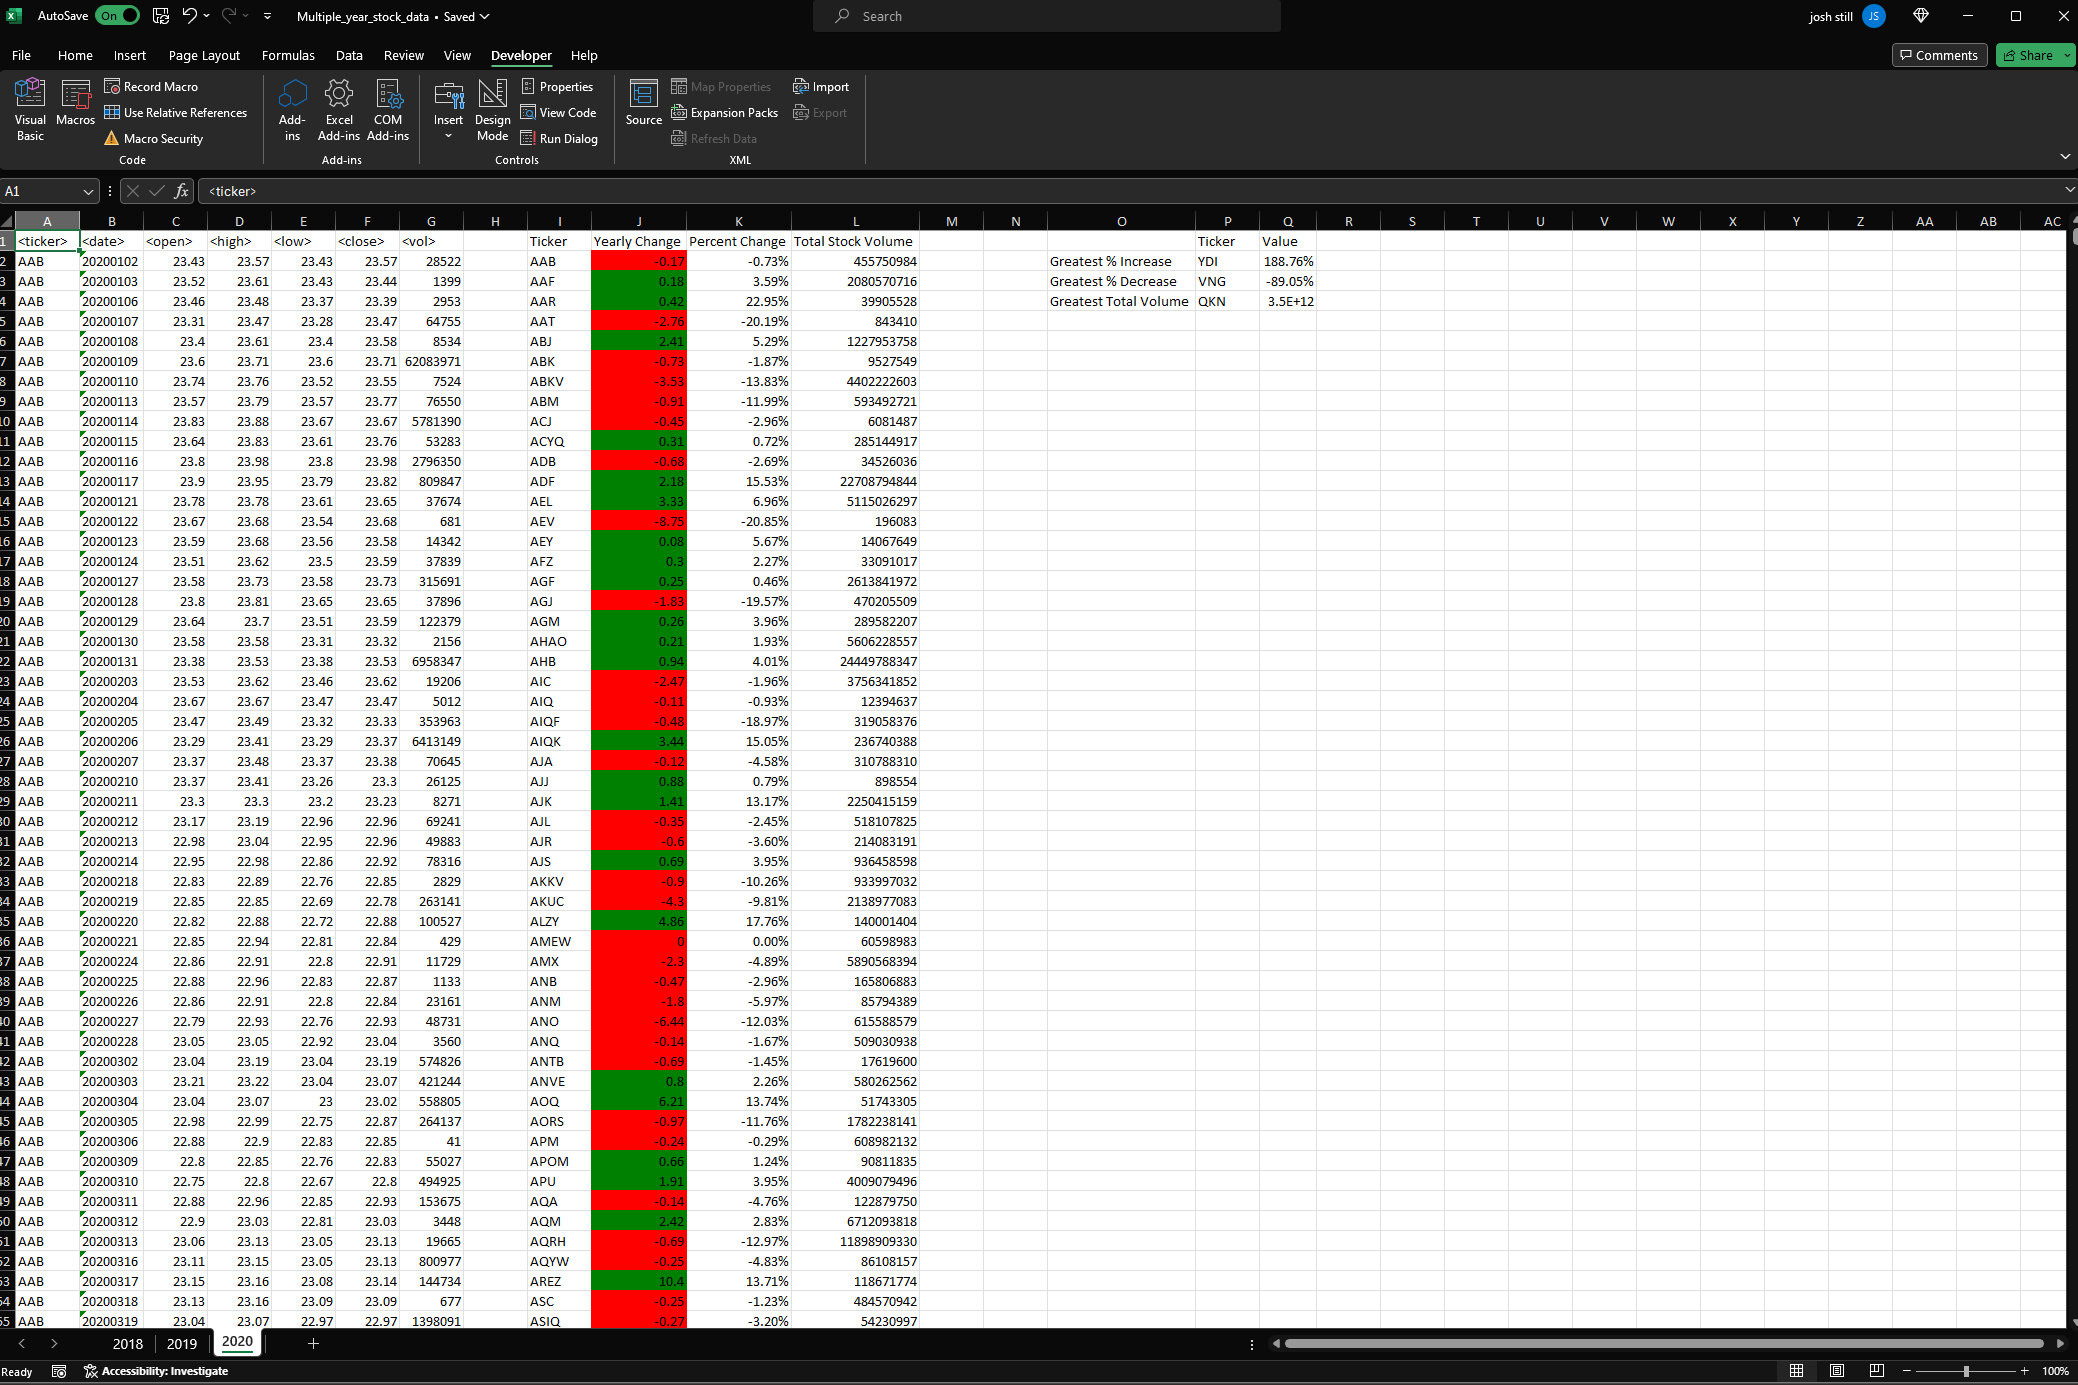 AutoSave On Multiple_year_stock_data • Saved Search josh still JS
File Home Insert Page Layout Formulas Data Review View Developer Help Comments Share
Visual Basic Macros Record Macro Use Relative References Macro Security Code
Add-ins Excel Add-ins COM Add-ins Add-ins
Insert Design Mode Properties View Code Run Dialog Controls
Source Map Properties Expansion Packs Refresh Data Import Export XML
A1 fx <ticker>
A B C D E F G H I J K L M N O P Q R S T U V W X Y Z AA AB AC
1 <ticker> <date> <open> <high> <low> <close> <vol> Ticker Yearly Change Percent Change Total Stock Volume Ticker Value
2 AAB 20200102 23.43 23.57 23.43 23.57 28522 AAB -0.17 -0.73% 455750984 Greatest % Increase YDI 188.76%
3 AAB 20200103 23.52 23.61 23.43 23.44 1399 AAF 0.18 3.59% 2080570716 Greatest % Decrease VNG -89.05%
4 AAB 20200106 23.46 23.48 23.37 23.39 2953 AAR 0.42 22.95% 39905528 Greatest Total Volume QKN 3.5E+12
5 AAB 20200107 23.31 23.47 23.28 23.47 64755 AAT -2.76 -20.19% 843410
6 AAB 20200108 23.4 23.61 23.4 23.58 8534 ABJ 2.41 5.29% 1227953758
7 AAB 20200109 23.6 23.71 23.6 23.71 62083971 ABK -0.73 -1.87% 9527549
8 AAB 20200110 23.74 23.76 23.52 23.55 7524 ABKV -3.53 -13.83% 4402222603
9 AAB 20200113 23.57 23.79 23.57 23.77 76550 ABM -0.91 -11.99% 593492721
10 AAB 20200114 23.83 23.88 23.67 23.67 5781390 ACJ -0.45 -2.96% 6081487
11 AAB 20200115 23.64 23.83 23.61 23.76 53283 ACYQ 0.31 0.72% 285144917
12 AAB 20200116 23.8 23.98 23.8 23.98 2796350 ADB -0.68 -2.69% 34526036
13 AAB 20200117 23.9 23.95 23.79 23.82 809847 ADF 2.18 15.53% 22708794844
14 AAB 20200121 23.78 23.78 23.61 23.65 37674 AEL 3.33 6.96% 5115026297
15 AAB 20200122 23.67 23.68 23.54 23.68 681 AEV -8.75 -20.85% 196083
16 AAB 20200123 23.59 23.68 23.56 23.58 14342 AEY 0.08 5.67% 14067649
17 AAB 20200124 23.51 23.62 23.5 23.59 37839 AFZ 0.3 2.27% 33091017
18 AAB 20200127 23.58 23.73 23.58 23.73 315691 AGF 0.25 0.46% 2613841972
19 AAB 20200128 23.8 23.81 23.65 23.65 37896 AGJ -1.83 -19.57% 470205509
20 AAB 20200129 23.64 23.7 23.51 23.59 122379 AGM 0.26 3.96% 289582207
21 AAB 20200130 23.58 23.58 23.31 23.32 2156 AHAO 0.21 1.93% 5606228557
22 AAB 20200131 23.38 23.53 23.38 23.53 6958347 AHB 0.94 4.01% 24449788347
23 AAB 20200203 23.53 23.62 23.46 23.62 19206 AIC -2.47 -1.96% 3756341852
24 AAB 20200204 23.67 23.67 23.47 23.47 5012 AIQ -0.11 -0.93% 12394637
25 AAB 20200205 23.47 23.49 23.32 23.33 353963 AIQF -0.48 -18.97% 319058376
26 AAB 20200206 23.29 23.41 23.29 23.37 6413149 AIQK 3.44 15.05% 236740388
27 AAB 20200207 23.37 23.48 23.37 23.38 70645 AJA -0.12 -4.58% 310788310
28 AAB 20200210 23.37 23.41 23.26 23.3 26125 AJJ 0.88 0.79% 898554
29 AAB 20200211 23.3 23.3 23.2 23.23 8271 AJK 1.41 13.17% 2250415159
30 AAB 20200212 23.17 23.19 22.96 22.96 69241 AJL -0.35 -2.45% 518107825
31 AAB 20200213 22.98 23.04 22.95 22.96 49883 AJR -0.6 -3.60% 214083191
32 AAB 20200214 22.95 22.98 22.86 22.92 78316 AJS 0.69 3.95% 936458598
33 AAB 20200218 22.83 22.89 22.76 22.85 2829 AKKV -0.9 -10.26% 933997032
34 AAB 20200219 22.85 22.85 22.69 22.78 263141 AKUC -4.3 -9.81% 2138977083
35 AAB 20200220 22.82 22.88 22.72 22.88 100527 ALZY 4.86 17.76% 140001404
36 AAB 20200221 22.85 22.94 22.81 22.84 429 AMEW 0 0.00% 60598983
37 AAB 20200224 22.86 22.91 22.8 22.91 11729 AMX -2.3 -4.89% 5890568394
38 AAB 20200225 22.88 22.96 22.83 22.87 1133 ANB -0.47 -2.96% 165806883
39 AAB 20200226 22.86 22.91 22.8 22.84 23161 ANM -1.8 -5.97% 85794389
40 AAB 20200227 22.79 22.93 22.76 22.93 48731 ANO -6.44 -12.03% 615588579
41 AAB 20200228 23.05 23.05 22.92 23.04 3560 ANQ -0.14 -1.67% 509030938
42 AAB 20200302 23.04 23.19 23.04 23.19 574826 ANTB -0.69 -1.45% 17619600
43 AAB 20200303 23.21 23.22 23.04 23.07 421244 ANVE 0.8 2.26% 580262562
44 AAB 20200304 23.04 23.07 23 23.02 558805 AOQ 6.21 13.74% 51743305
45 AAB 20200305 22.98 22.99 22.75 22.87 264137 AORS -0.97 -11.76% 1782238141
46 AAB 20200306 22.88 22.9 22.83 22.85 41 APM -0.24 -0.29% 608982132
47 AAB 20200309 22.8 22.85 22.76 22.83 55027 APOM 0.66 1.24% 90811835
48 AAB 20200310 22.75 22.8 22.67 22.8 494925 APU 1.91 3.95% 4009079496
49 AAB 20200311 22.88 22.96 22.85 22.93 153675 AQA -0.14 -4.76% 122879750
50 AAB 20200312 22.9 23.03 22.81 23.03 3448 AQM 2.42 2.83% 6712093818
51 AAB 20200313 23.06 23.13 23.05 23.13 19665 AQRH -0.69 -12.97% 11898909330
52 AAB 20200316 23.11 23.15 23.05 23.13 800977 AQYW -0.25 -4.83% 86108157
53 AAB 20200317 23.15 23.16 23.08 23.14 144734 AREZ 10.4 13.71% 118671774
54 AAB 20200318 23.13 23.16 23.09 23.09 677 ASC -0.25 -1.23% 484570942
55 AAB 20200319 23.04 23.07 22.97 22.97 1398091 ASIQ -0.27 -3.20% 54230997
2018 2019 2020
Ready Accessibility: Investigate 100%